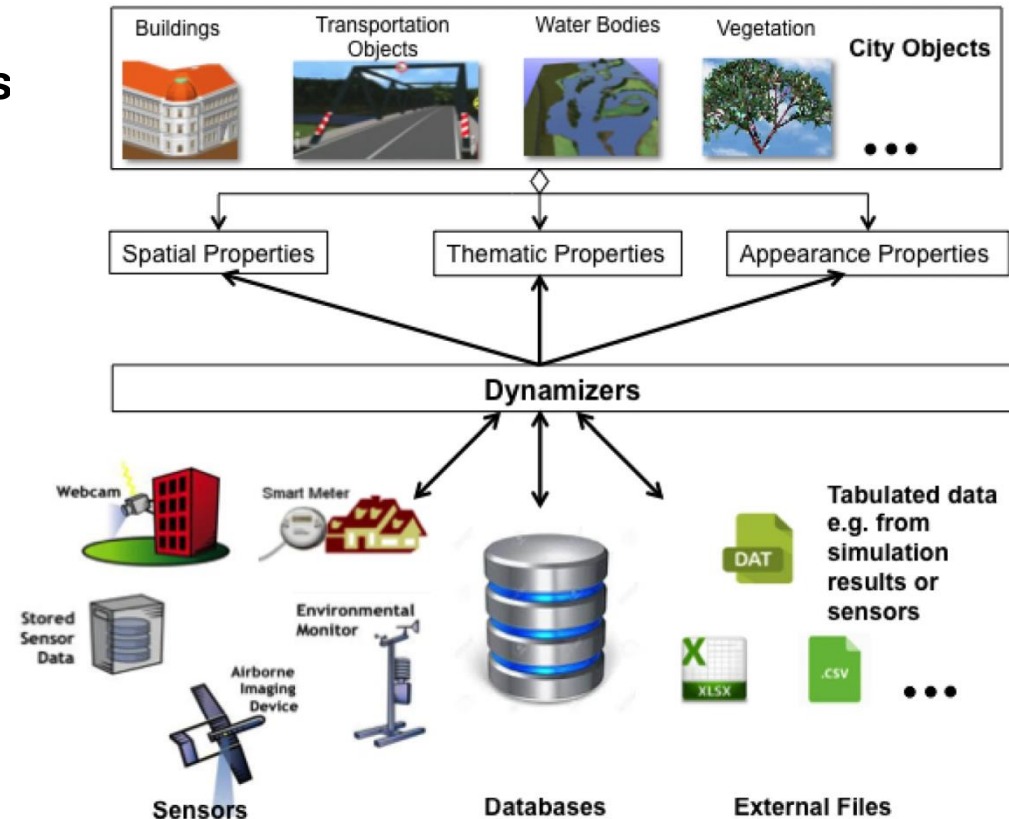 s
Buildings
Transportation
Objects
Water Bodies
Vegetation
City Objects
Spatial Properties
Thematic Properties
Appearance Properties
Dynamizers
Webcam
Smart Meter
Stored
Sensor
Data
Environmental
Monitor
Airborne
Imaging
Device
Sensors
Databases
DAT
Tabulated data
e.g. from
simulation
results or
sensors
X
XLSX
.CSV
External Files